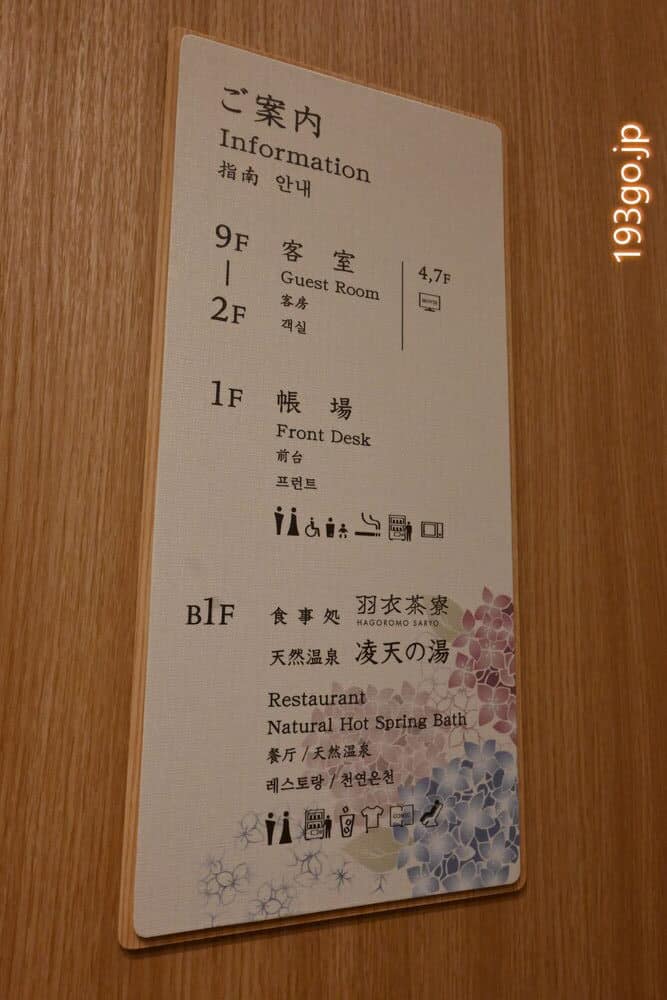 ご案内
Information
指南 안내
9F
|
2F
客室
Guest Room
客房
객실
4,7F
MOVIE
1F
帳場
Front Desk
前台
프런트
B1F
食事処 羽衣茶寮
HAGOROMO SARYO
天然温泉 凌天の湯
Restaurant
Natural Hot Spring Bath
餐厅/天然温泉
레스토랑/천연온천
COMIC
193go.jp